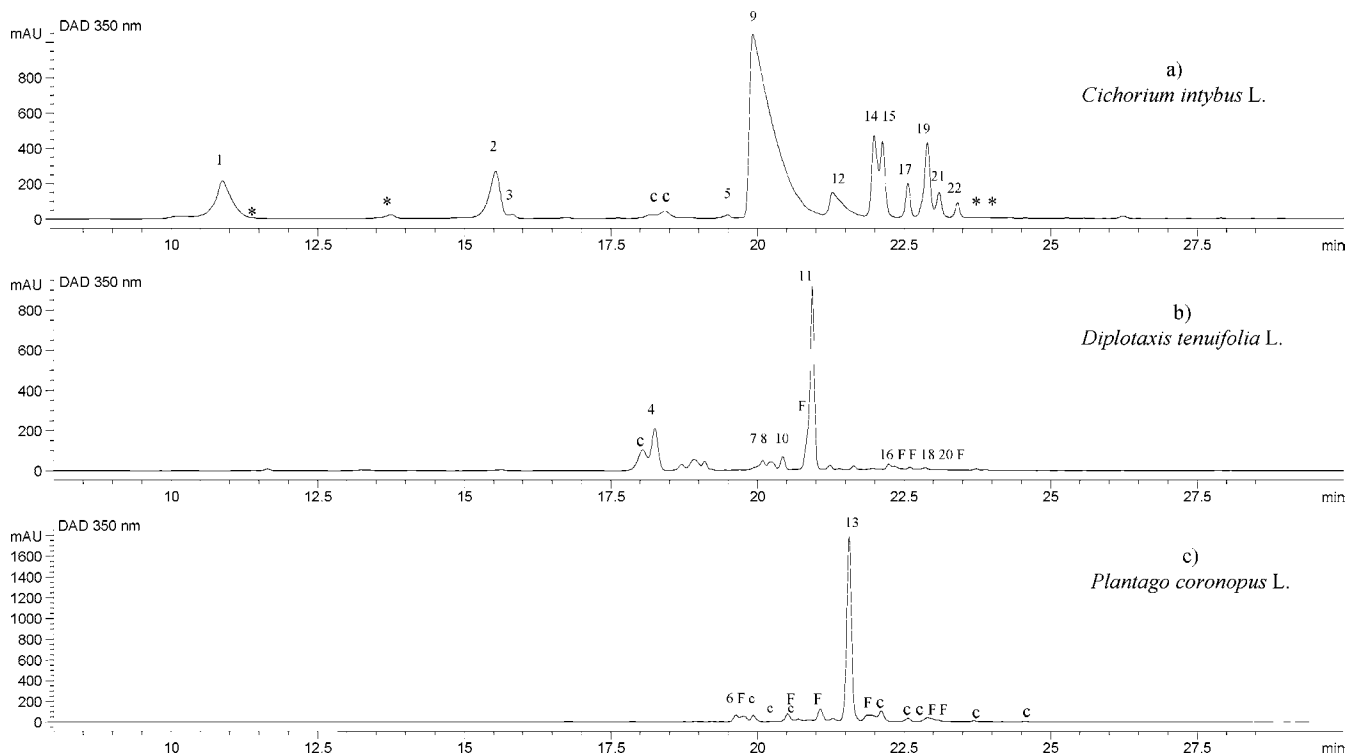 DAD 350 nm
mAU
800
600
400
200
0
10 12.5 15 17.5 20 22.5 25 27.5 min
1 * * 2 3 c c 5 9 12 14 15 17 19 21 22 * *
a)
Cichorium intybus L.
DAD 350 nm
mAU
800
600
400
200
0
10 12.5 15 17.5 20 22.5 25 27.5 min
c 4 7 8 10 F 11 16 F F 18 20 F
b)
Diplotaxis tenuifolia L.
DAD 350 nm
mAU
1600
1400
1200
1000
800
600
400
200
0
10 12.5 15 17.5 20 22.5 25 27.5 min
6 F c c F c F 13 F c c c F F c c
c)
Plantago coronopus L.